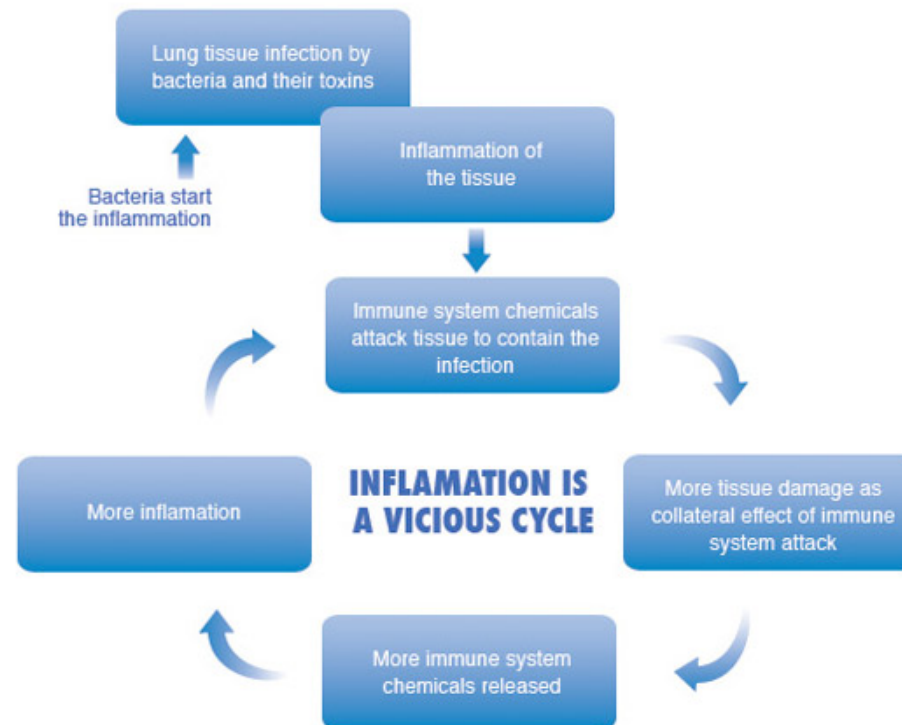 Lung tissue infection by
bacteria and their toxins
Inflammation of
the tissue
Bacteria start
the inflammation
Immune system chemicals
attack tissue to contain the
infection
More inflamation
INFLAMATION IS
A VICIOUS CYCLE
More tissue damage as
collateral effect of immune
system attack
More immune system
chemicals released